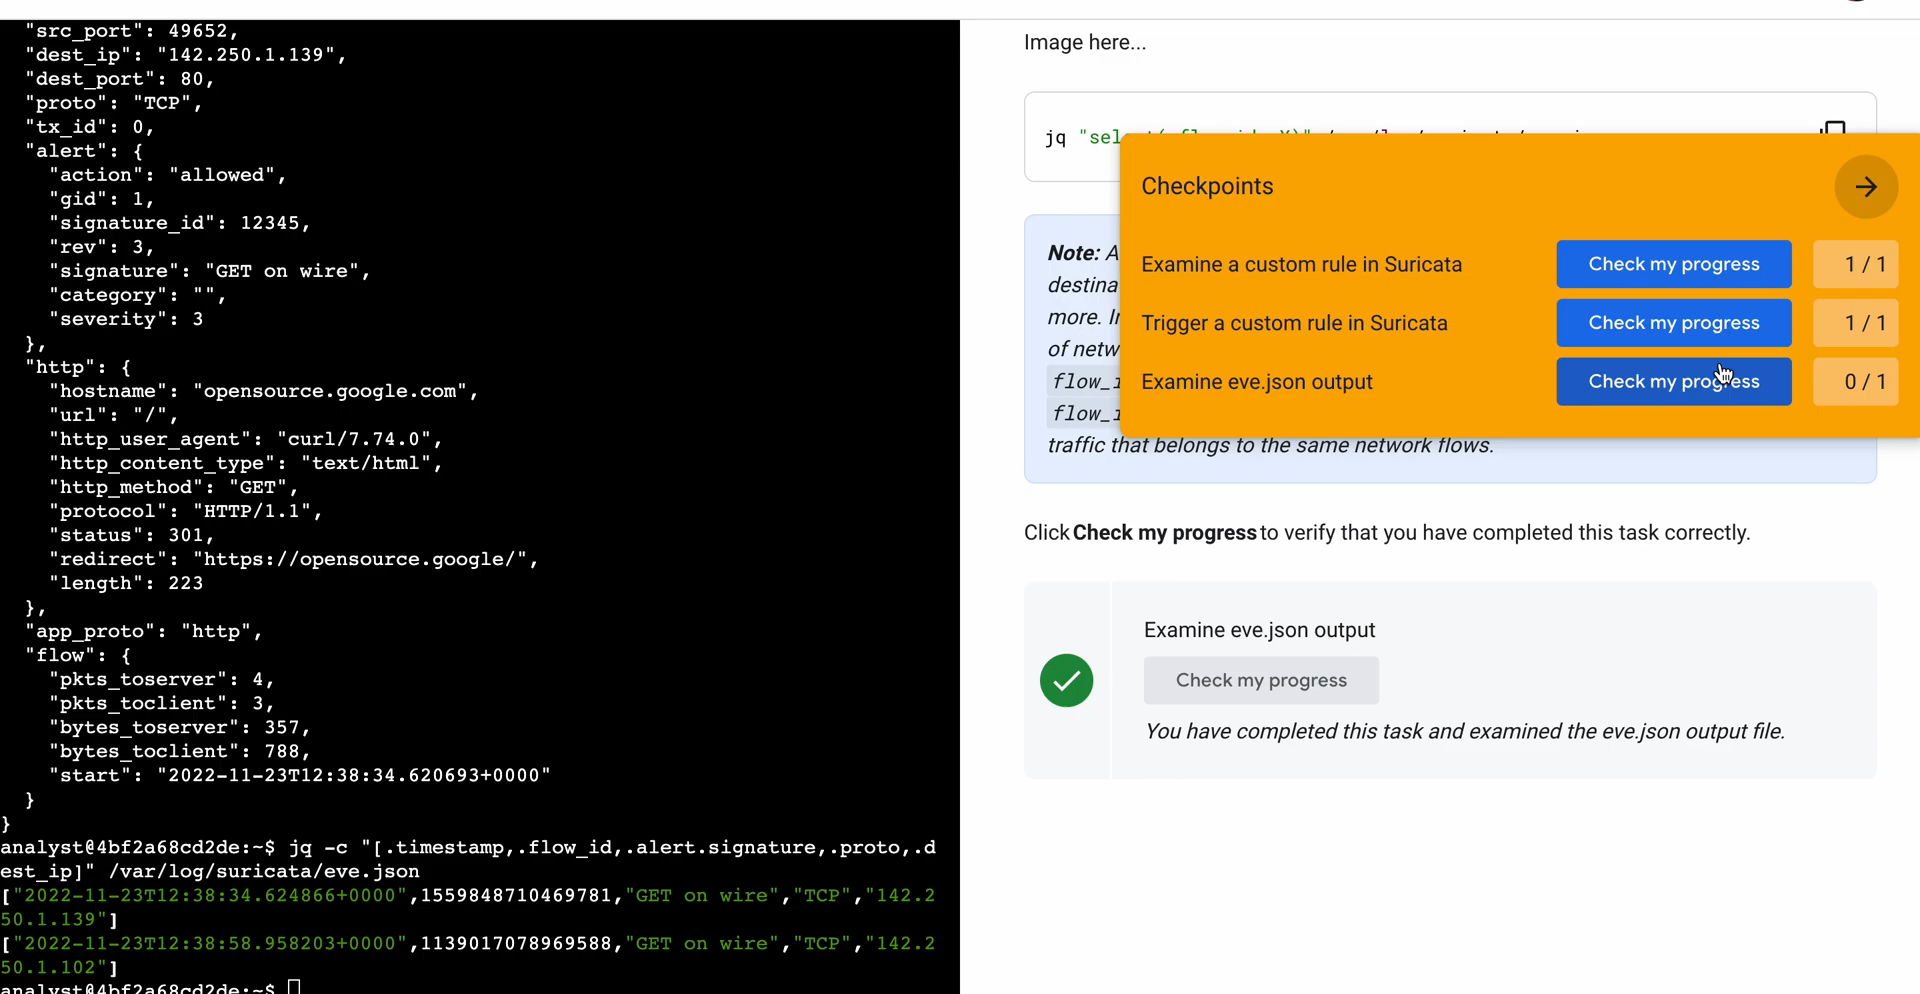 "src_port": 49652,
"dest_ip": "142.250.1.139",
"dest_port": 80,
"proto": "TCP",
"tx_id": 0,
"alert": {
"action": "allowed",
"gid": 1,
"signature_id": 12345,
"rev": 3,
"signature": "GET on wire",
"category": "",
"severity": 3
},
"http": {
"hostname": "opensource.google.com",
"url": "/",
"http_user_agent": "curl/7.74.0",
"http_content_type": "text/html",
"http_method": "GET",
"protocol": "HTTP/1.1",
"status": 301,
"redirect": "https://opensource.google/",
"length": 223
},
"app_proto": "http",
"flow": {
"pkts_toserver": 4,
"pkts_toclient": 3,
"bytes_toserver": 357,
"bytes_toclient": 788,
"start": "2022-11-23T12:38:34.620693+0000"
}
}
analyst@4bf2a68cd2de:~$ jq -c "[.timestamp,.flow_id,.alert.signature,.proto,.d
est_ip]" /var/log/suricata/eve.json
["2022-11-23T12:38:34.624866+0000",1559848710469781,"GET on wire","TCP","142.2
50.1.139"]
["2022-11-23T12:38:58.958203+0000",1139017078969588,"GET on wire","TCP","142.2
50.1.102"]
analyst@4bf2a68cd2de:~$
Image here...
jq "sel
Note: A
destina
more. I
of netw
flow_
flow_
traffic that belongs to the same network flows.
Checkpoints
Examine a custom rule in Suricata Check my progress 1 / 1
Trigger a custom rule in Suricata Check my progress 1 / 1
Examine eve.json output Check my progress 0 / 1
Click Check my progress to verify that you have completed this task correctly.
Examine eve.json output
Check my progress
You have completed this task and examined the eve.json output file.